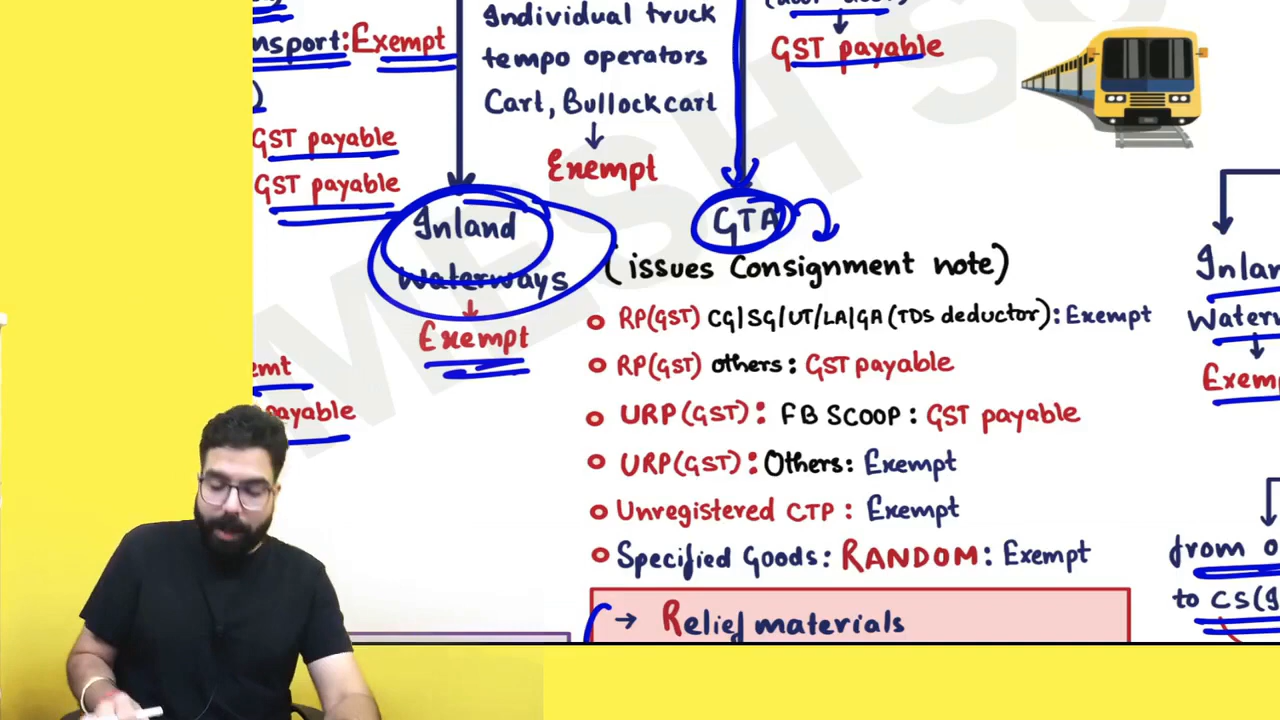 nsport: Exempt
)
GST payable
GST payable
payable
Individual truck
tempo operators
Cart, Bullock cart
Exempt
Inland
Waterways
Exempt
GST payable
GTA
(issues Consignment note)
RP(GST) CG/SG/UT/LA/GA (TDS deductor): Exempt
RP(GST) others: GST payable
URP(GST): FB SCOOP: GST payable
URP(GST): Others: Exempt
Unregistered CTP: Exempt
Specified Goods: RANDOM: Exempt
→ Relief materials
Inlan
Water
Exem
from o
to CS(I